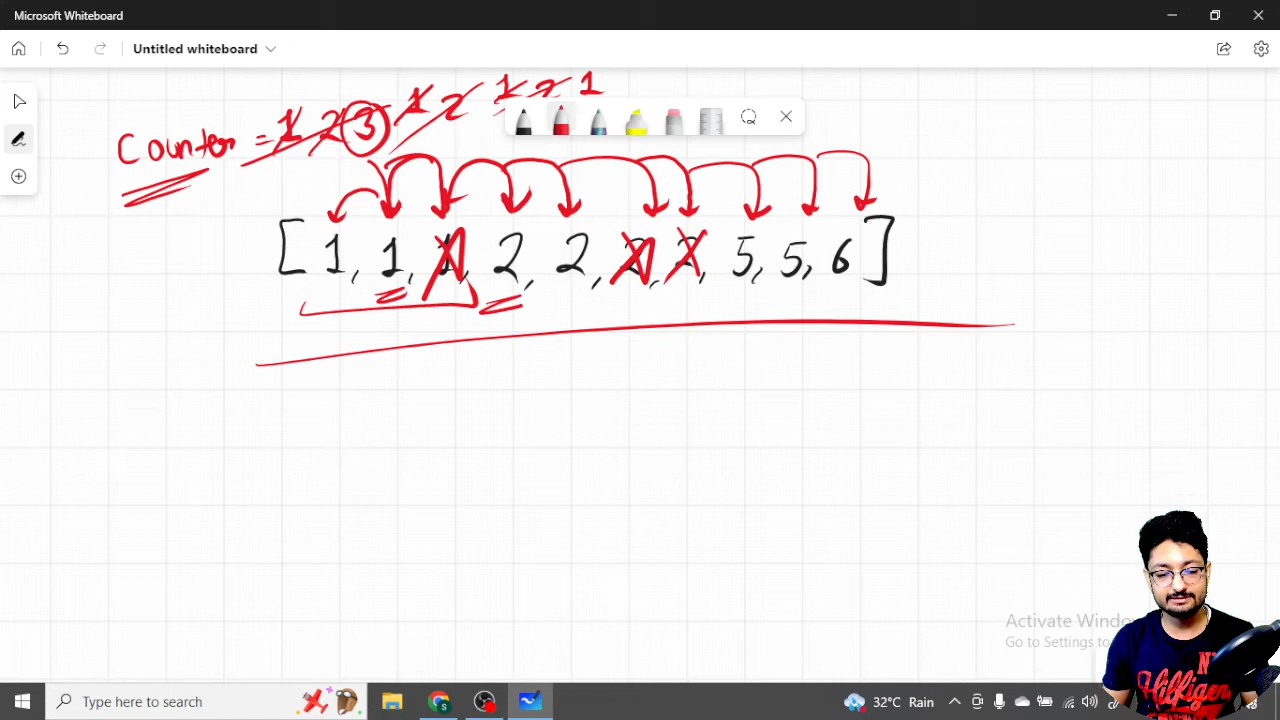 Microsoft Whiteboard
Untitled whiteboard
Counter = 1 2 3 1 2 1 2 1
[ 1, 1, 1, 2, 2, 2, 2, 5, 5, 6 ]
Activate Windo
Go to Settings to
Type here to search
32°C Rain